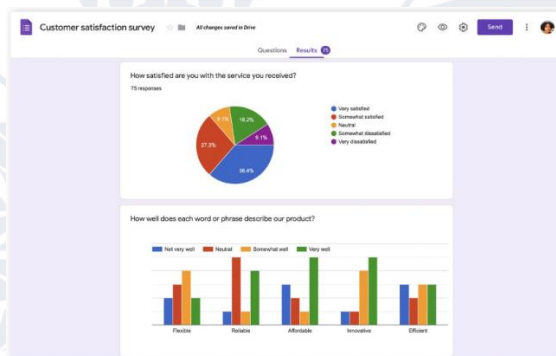 Customer satisfaction survey
All changes saved in Drive
Send
Questions Results 75
How satisfied are you with the service you received?
75 responses
9.1%
18.2%
9.1%
27.3%
36.4%
Very satisfied
Somewhat satisfied
Neutral
Somewhat dissatisfied
Very dissatisfied
How well does each word or phrase describe our product?
Not very well Neutral Somewhat well Very well
Flexible Reliable Affordable Innovative Efficient